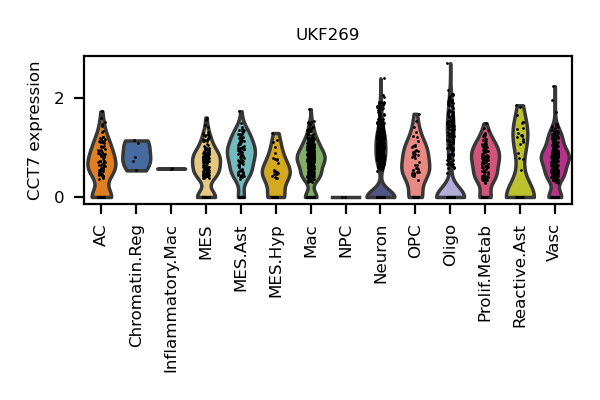 UKF269
CCT7 expression
2
0
AC
Chromatin.Reg
Inflammatory.Mac
MES
MES.Ast
MES.Hyp
Mac
NPC
Neuron
OPC
Oligo
Prolif.Metab
Reactive.Ast
Vasc